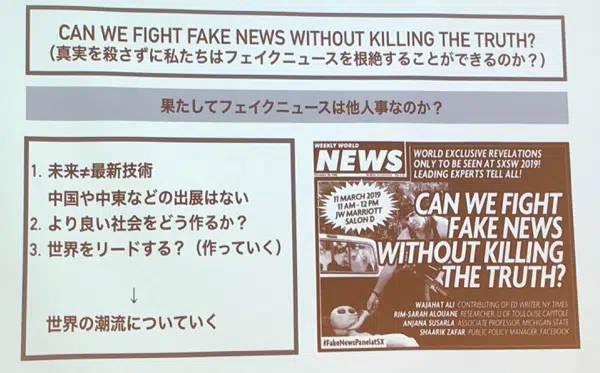 CAN WE FIGHT FAKE NEWS WITHOUT KILLING THE TRUTH?
(真実を殺さずに私たちはフェイクニュースを根絶することができるのか?)
果たしてフェイクニュースは他人事なのか?
1. 未来≠最新技術
中国や中東などの出展はない
2. より良い社会をどう作るか?
3. 世界をリードする?(作っていく)
↓
世界の潮流についていく
WEEKLY WORLD
NEWS
WORLD EXCLUSIVE REVELATIONS
ONLY TO BE SEEN AT SXSW 2019!
LEADING EXPERTS TELL ALL!
11 MARCH 2019
11 AM - 12 PM
JW MARRIOTT
SALON D
CAN WE FIGHT
FAKE NEWS
WITHOUT KILLING
THE TRUTH?
WAJAHAT ALI CONTRIBUTING OP-ED WRITER, NY TIMES
RIM-SARAH ALOUANE RESEARCHER, U OF TOULOUSE CAPITOLE
ANJANA SUSARLA ASSOCIATE PROFESSOR, MICHIGAN STATE
SHAARIK ZAFAR PUBLIC POLICY MANAGER, FACEBOOK
#FakeNewsPanelatSX